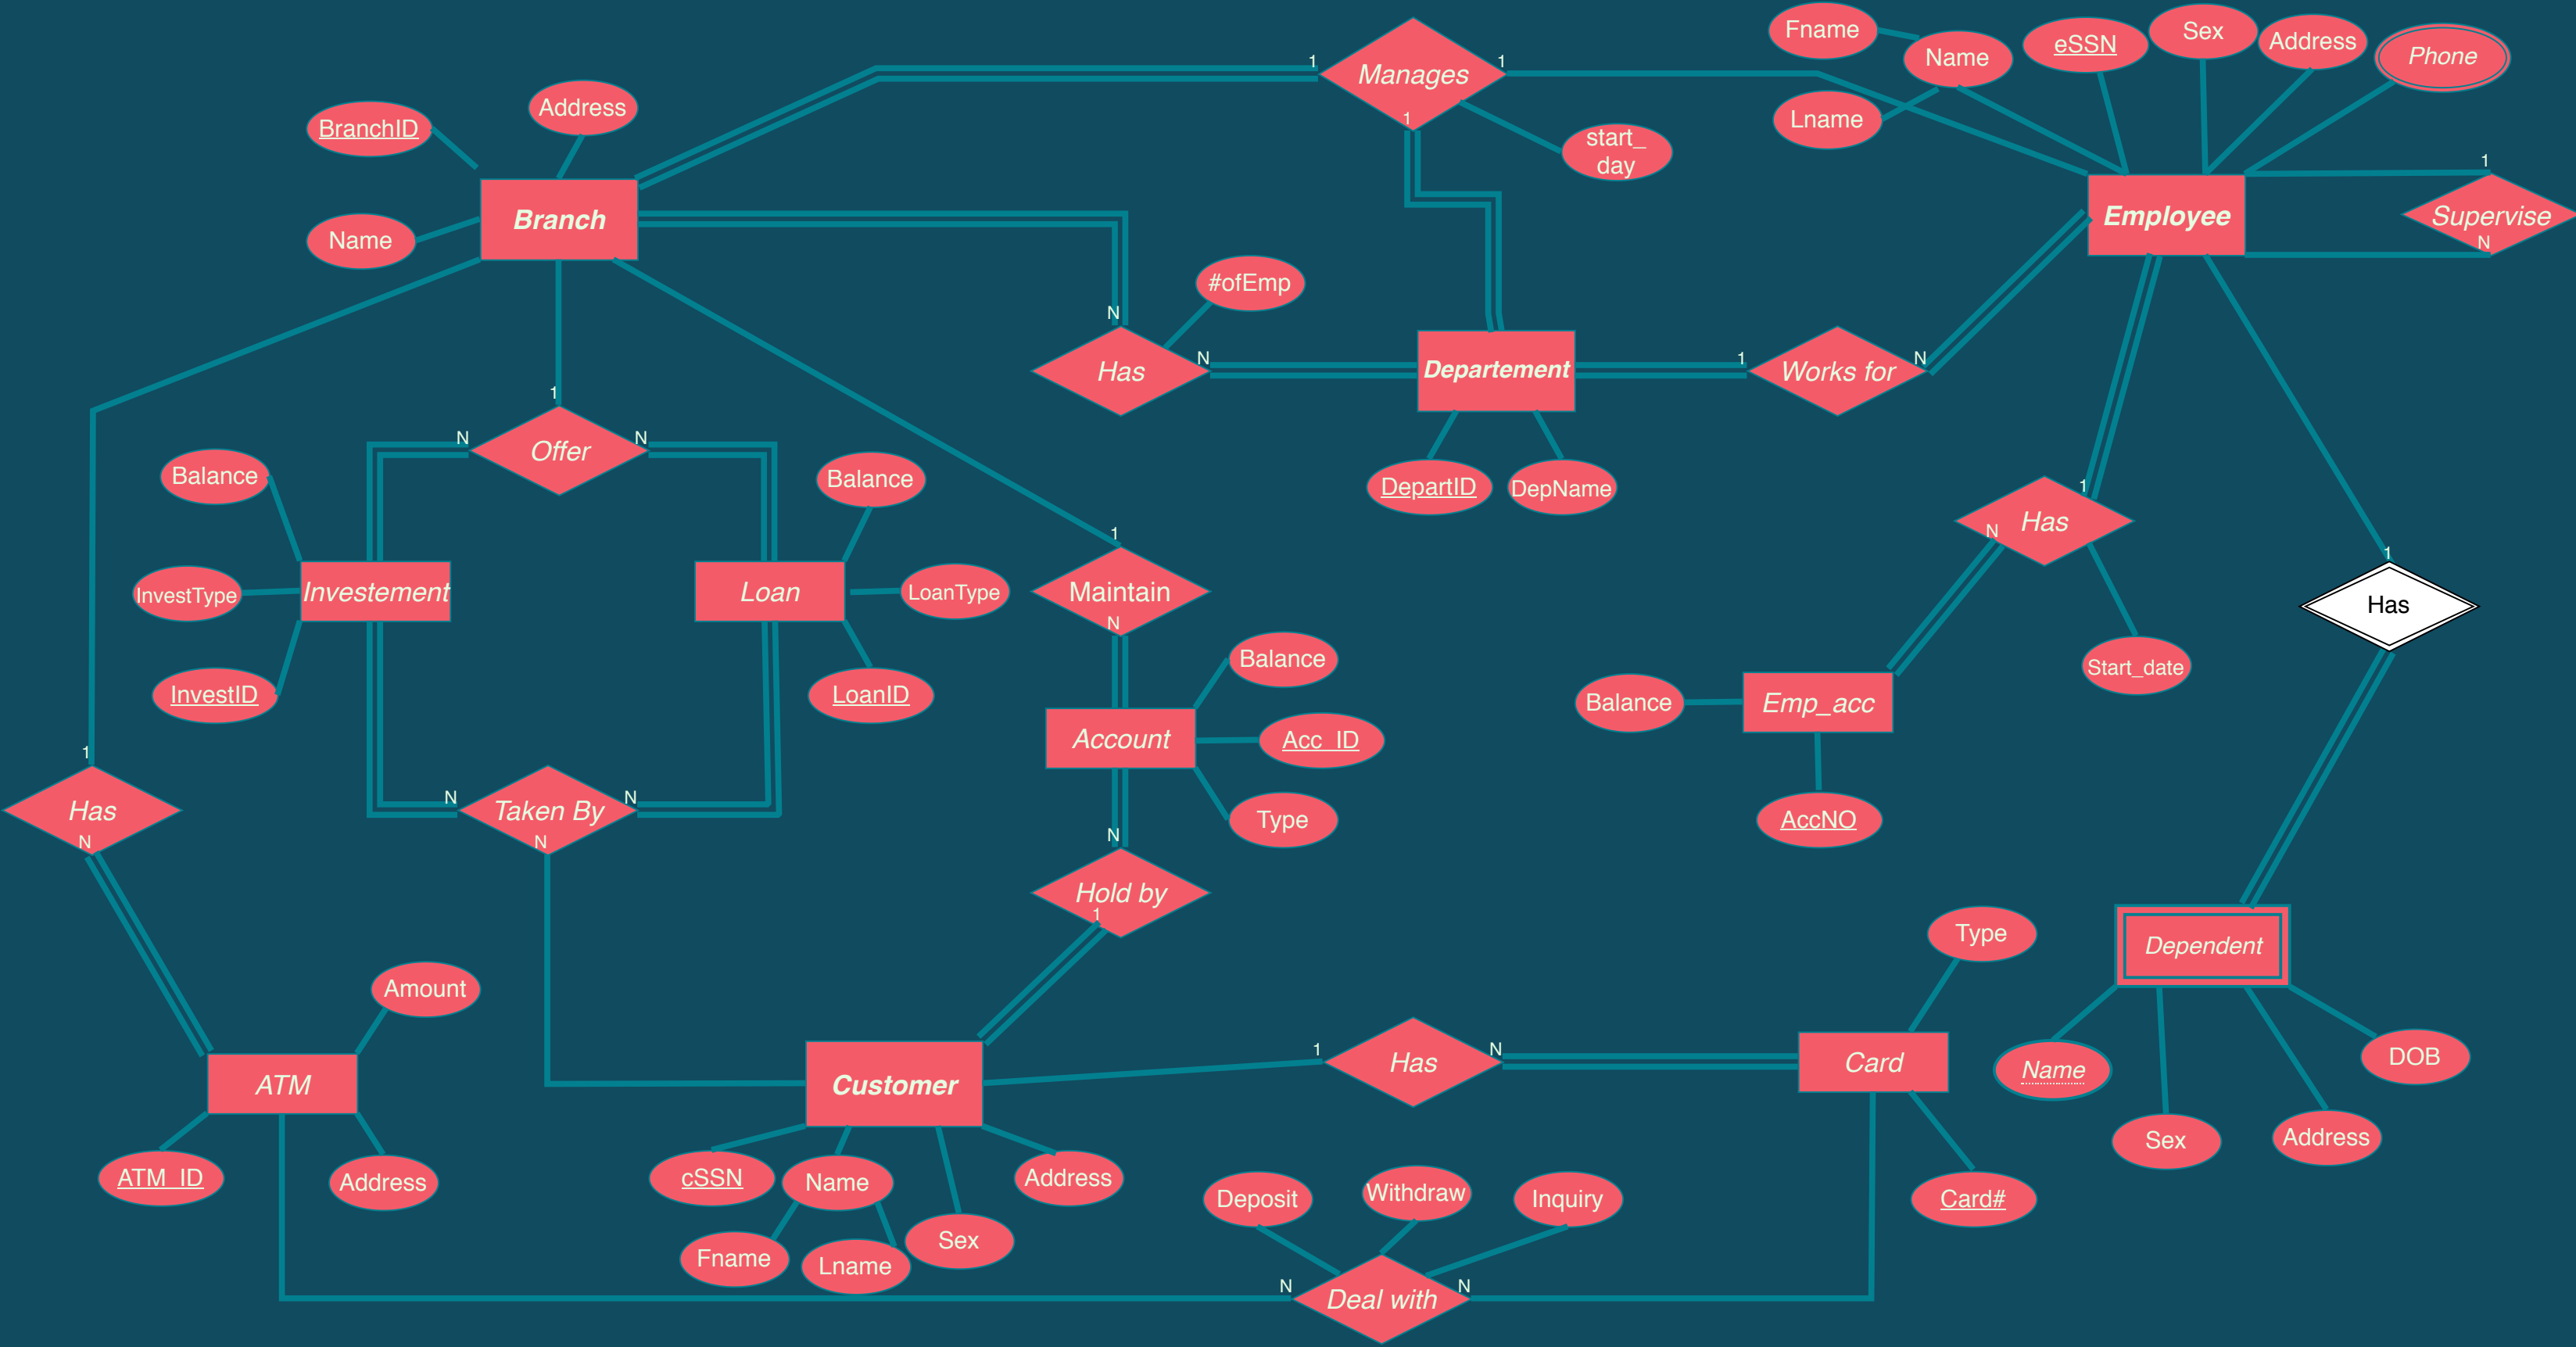 Fname
Name
eSSN
Sex
Address
Phone
Lname
1
Manages
1
1
start_
day
BranchID
Address
Name
Branch
Employee
1
Supervise
N
#ofEmp
N
Has
N
Departement
1
Works for
N
DepartID
DepName
1
N
Offer
N
Balance
InvestType
Investement
InvestID
Balance
Loan
LoanType
LoanID
1
Maintain
N
1
N
Has
Start_date
1
Has
Balance
Account
Acc_ID
Type
Balance
Emp_acc
AccNO
1
Has
N
N
Taken By
N
N
N
Hold by
1
Type
Dependent
Amount
ATM
ATM_ID
Address
Customer
1
Has
N
Card
Name
DOB
Sex
Address
cSSN
Name
Address
Fname
Lname
Sex
Deposit
Withdraw
Inquiry
Card#
N
Deal with
N